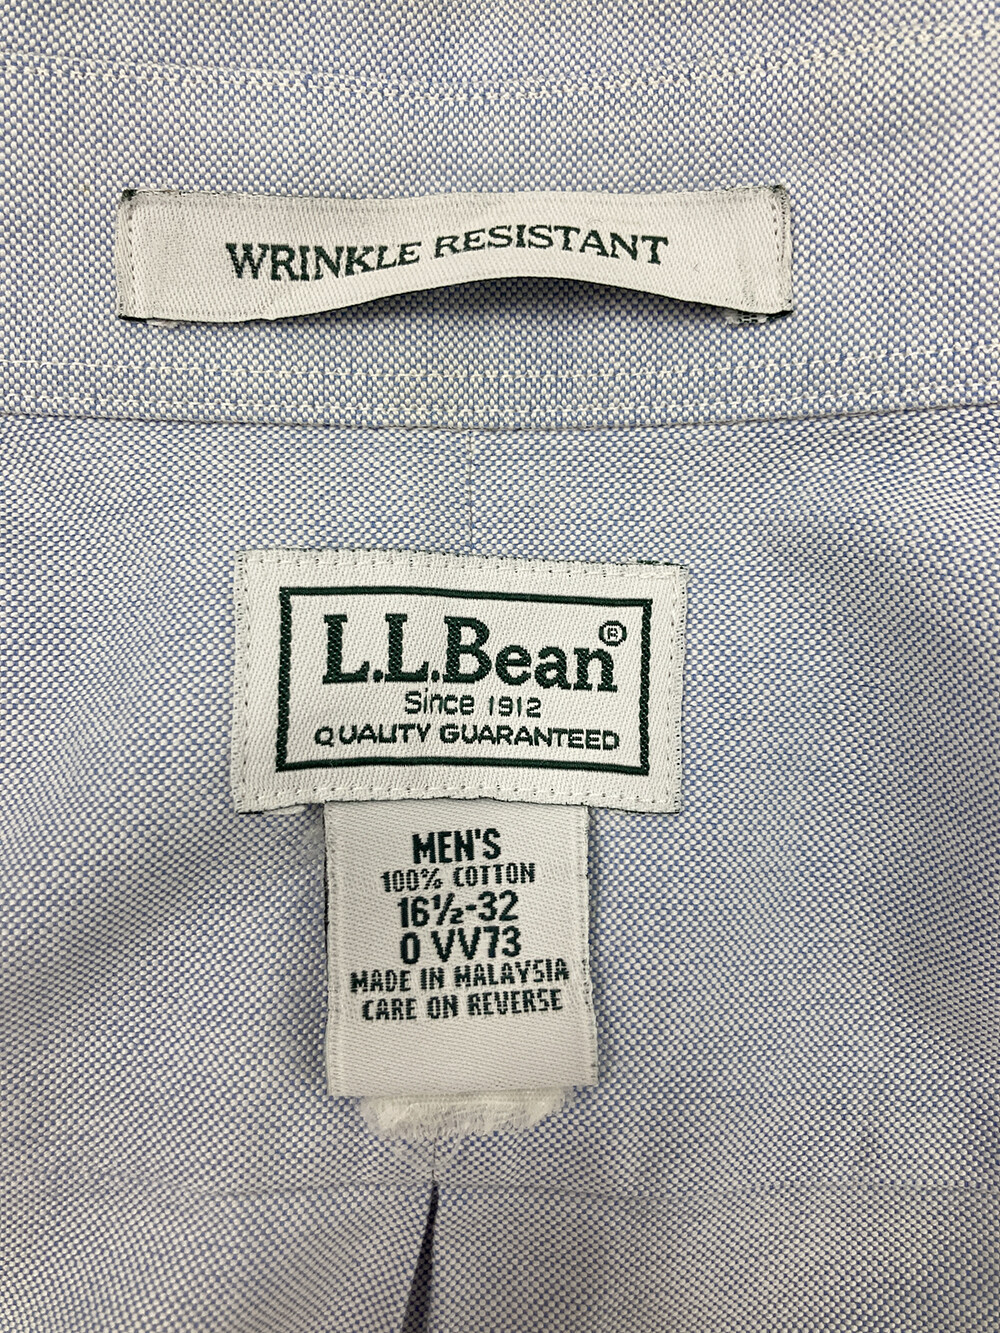 WRINKLE RESISTANT
L.L.Bean®
Since 1912
QUALITY GUARANTEED
MEN'S
100% COTTON
16½-32
0 VV73
MADE IN MALAYSIA
CARE ON REVERSE